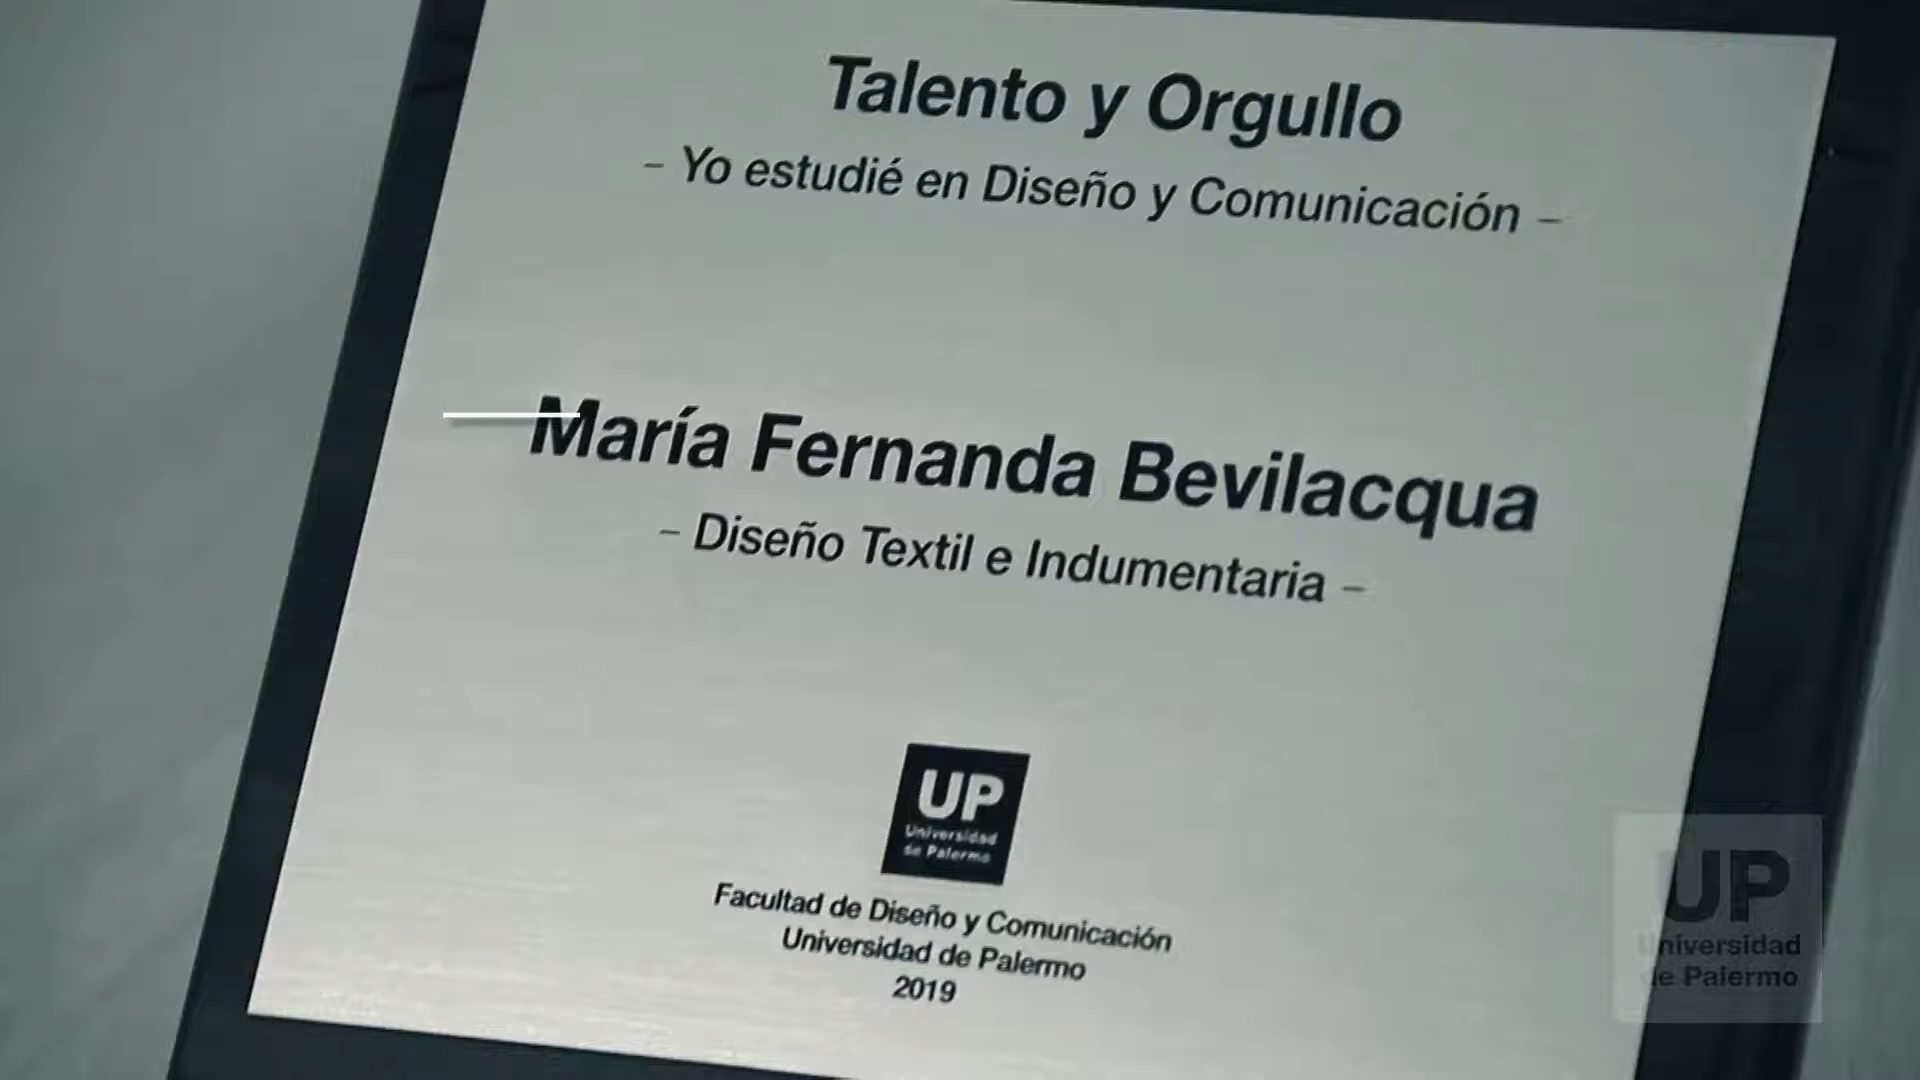 Talento y Orgullo
- Yo estudié en Diseño y Comunicación -
María Fernanda Bevilacqua
- Diseño Textil e Indumentaria -
UP
Universidad
de Palermo
Facultad de Diseño y Comunicación
Universidad de Palermo
2019
UP
Universidad
de Palermo